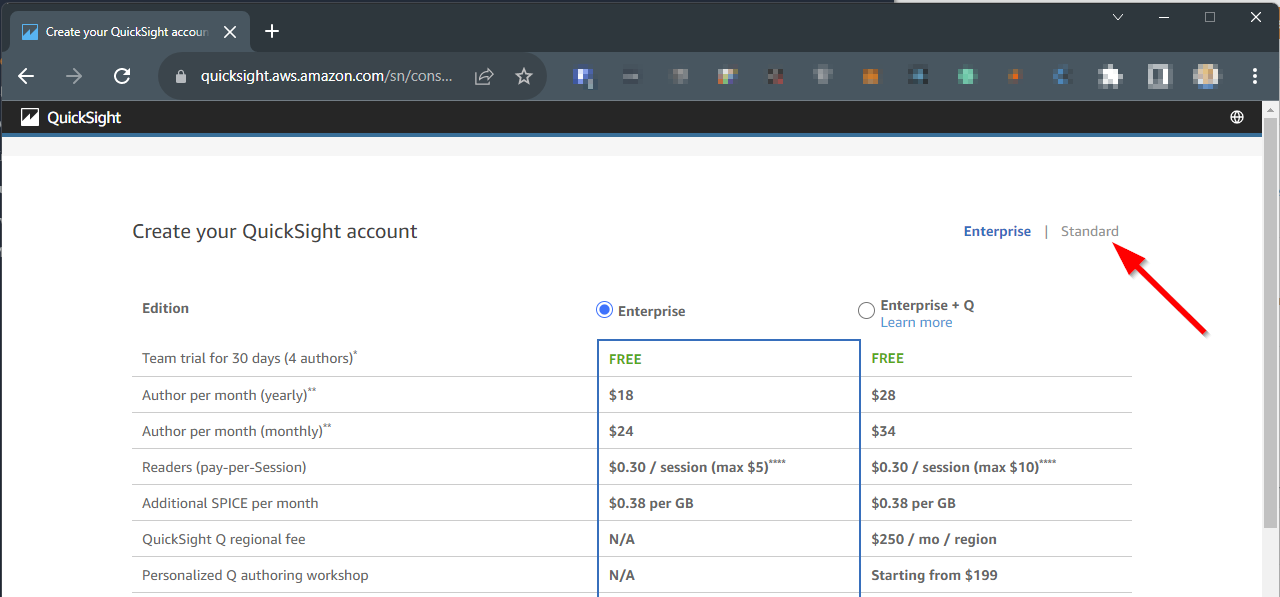 Create your QuickSight accoun
quicksight.aws.amazon.com/sn/cons...
QuickSight
Create your QuickSight account
Enterprise | Standard
Edition Enterprise Enterprise + Q
Learn more
Team trial for 30 days (4 authors)* FREE FREE
Author per month (yearly)** $18 $28
Author per month (monthly)** $24 $34
Readers (pay-per-Session) $0.30 / session (max $5)**** $0.30 / session (max $10)****
Additional SPICE per month $0.38 per GB $0.38 per GB
QuickSight Q regional fee N/A $250 / mo / region
Personalized Q authoring workshop N/A Starting from $199